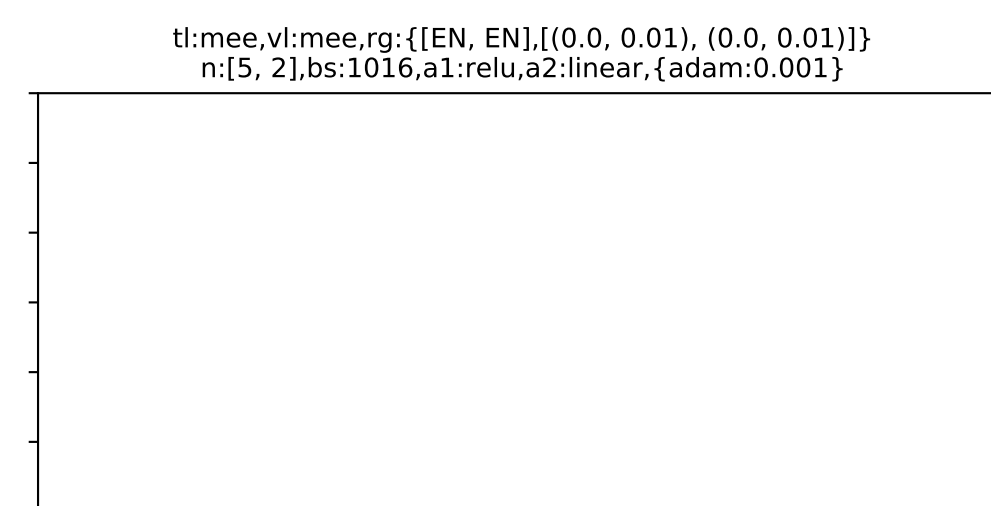 tl:mee,vl:mee,rg:{[EN, EN],[(0.0, 0.01), (0.0, 0.01)]}
n:[5, 2],bs:1016,a1:relu,a2:linear,{adam:0.001}